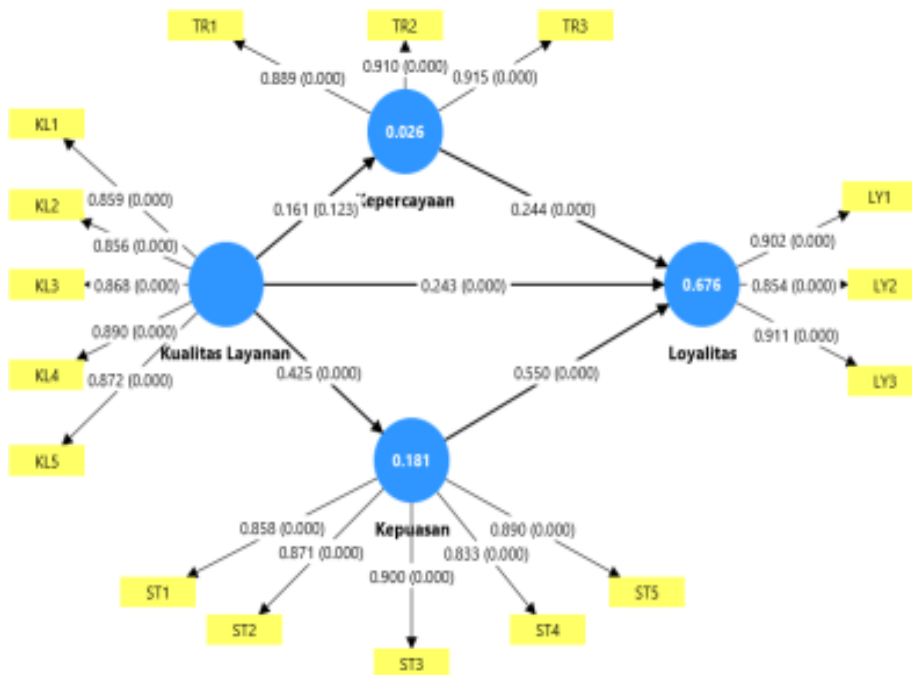 TR1
TR2
TR3
0.889 (0.000)
0.910 (0.000)
0.915 (0.000)
KL1
0.026
KL2
0.859 (0.000)
0.161 (0.123)
Kepercayaan
0.244 (0.000)
LY1
0.856 (0.000)
0.902 (0.000)
KL3
0.868 (0.000)
0.243 (0.000)
0.676
0.854 (0.000)
LY2
0.890 (0.000)
0.911 (0.000)
Kualitas Layanan
Loyalitas
KL4
0.872 (0.000)
0.425 (0.000)
0.550 (0.000)
LY3
KL5
0.181
0.858 (0.000)
Kepuasan
0.890 (0.000)
0.871 (0.000)
0.833 (0.000)
0.900 (0.000)
ST1
ST5
ST2
ST4
ST3